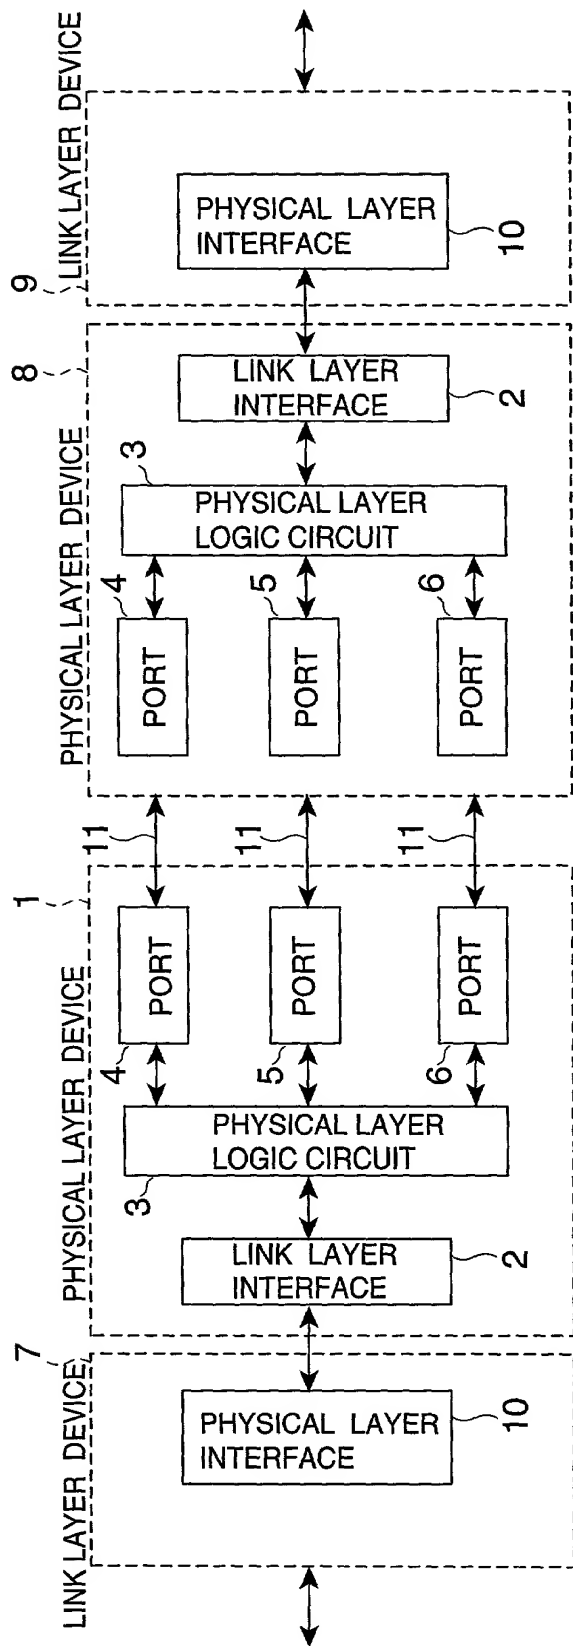 LINK LAYER DEVICE
9
PHYSICAL LAYER
INTERFACE
10
PHYSICAL LAYER DEVICE
8
LINK LAYER
INTERFACE
2
3
PHYSICAL LAYER
LOGIC CIRCUIT
4
5
6
PORT
PORT
PORT
11
11
11
PHYSICAL LAYER DEVICE
1
PORT
PORT
PORT
4
5
6
PHYSICAL LAYER
LOGIC CIRCUIT
3
LINK LAYER
INTERFACE
2
LINK LAYER DEVICE
7
PHYSICAL LAYER
INTERFACE
10